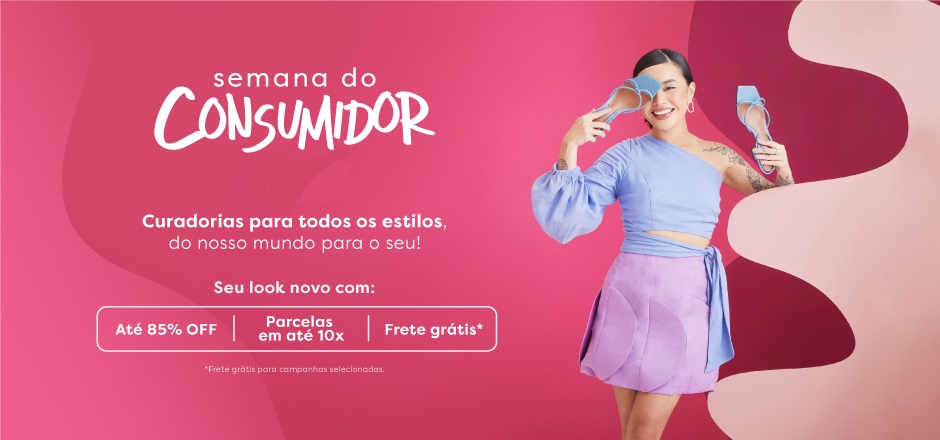 semana do
CONSUMIDOR
Curadorias para todos os estilos,
do nosso mundo para o seu!
Seu look novo com:
Até 85% OFF
Parcelas
em até 10x
Frete grátis*
*Frete grátis para campanhas selecionadas.